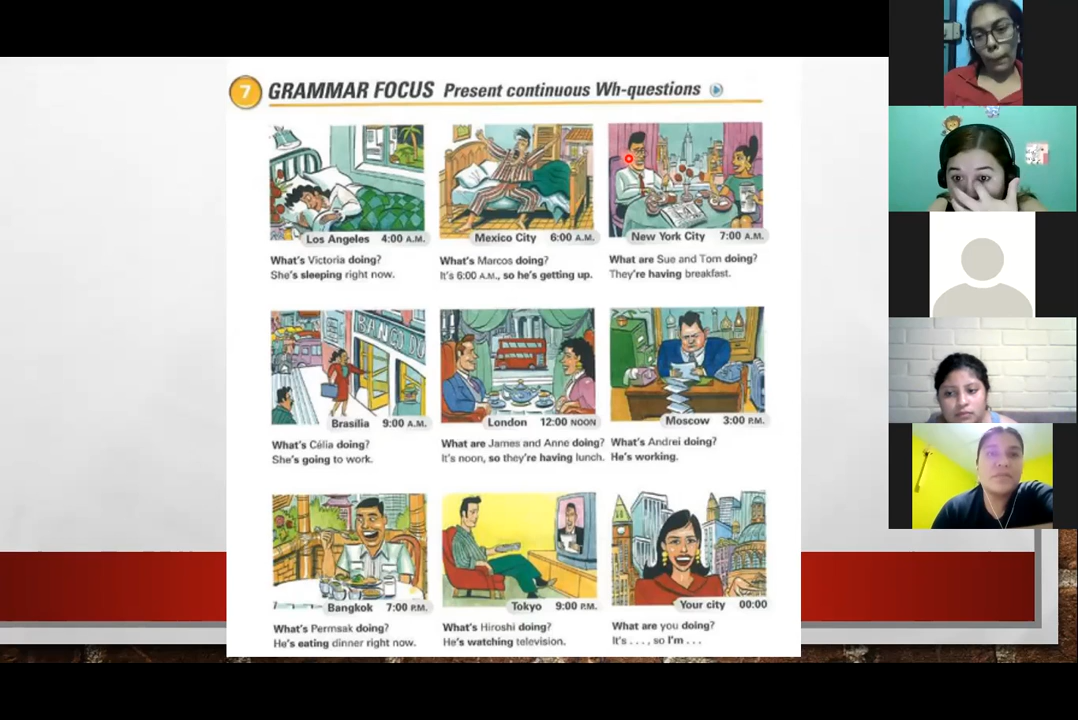 7 GRAMMAR FOCUS Present continuous Wh-questions
Los Angeles 4:00 A.M.
What's Victoria doing?
She's sleeping right now.
Mexico City 6:00 A.M.
What's Marcos doing?
It's 6:00 A.M., so he's getting up.
New York City 7:00 A.M.
What are Sue and Tom doing?
They're having breakfast.
BANCO DU
Brasília 9:00 A.M.
What's Célia doing?
She's going to work.
London 12:00 NOON
What are James and Anne doing?
It's noon, so they're having lunch.
Moscow 3:00 P.M.
What's Andrei doing?
He's working.
Bangkok 7:00 P.M.
What's Permsak doing?
He's eating dinner right now.
Tokyo 9:00 P.M.
What's Hiroshi doing?
He's watching television.
Your city 00:00
What are you doing?
It's ...., so I'm ...